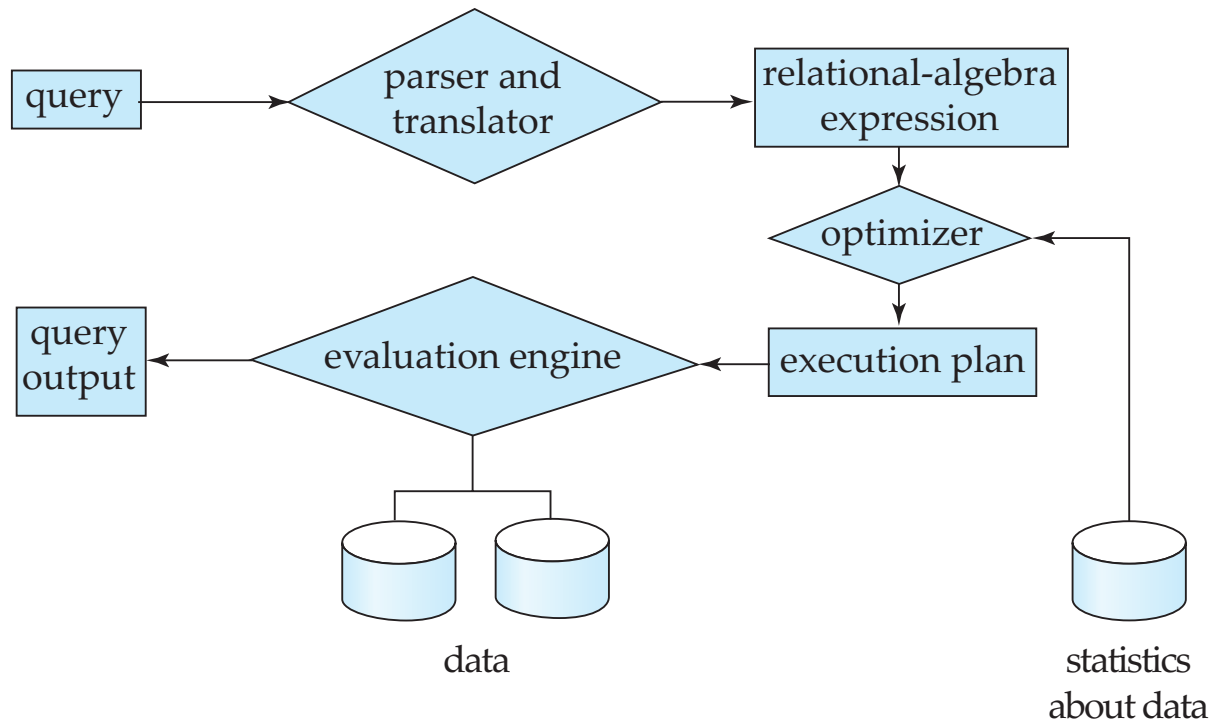 query
parser and
translator
relational-algebra
expression
optimizer
query
output
evaluation engine
execution plan
data
statistics
about data